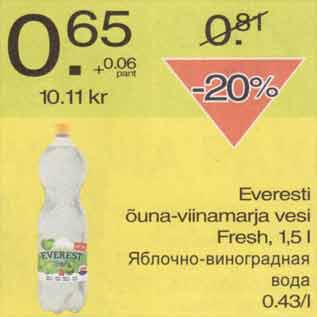 0.65
+0.06
pant
10.11 kr
0.81
-20%
EVEREST
Everesti
õuna-viinamarja vesi
Fresh, 1,5 l
Яблочно-виноградная
вода
0.43/l